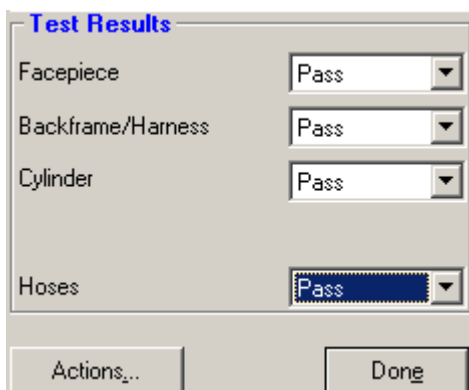 Test Results
Facepiece Pass
Backframe/Harness Pass
Cylinder Pass
Hoses Pass
Actions... Done